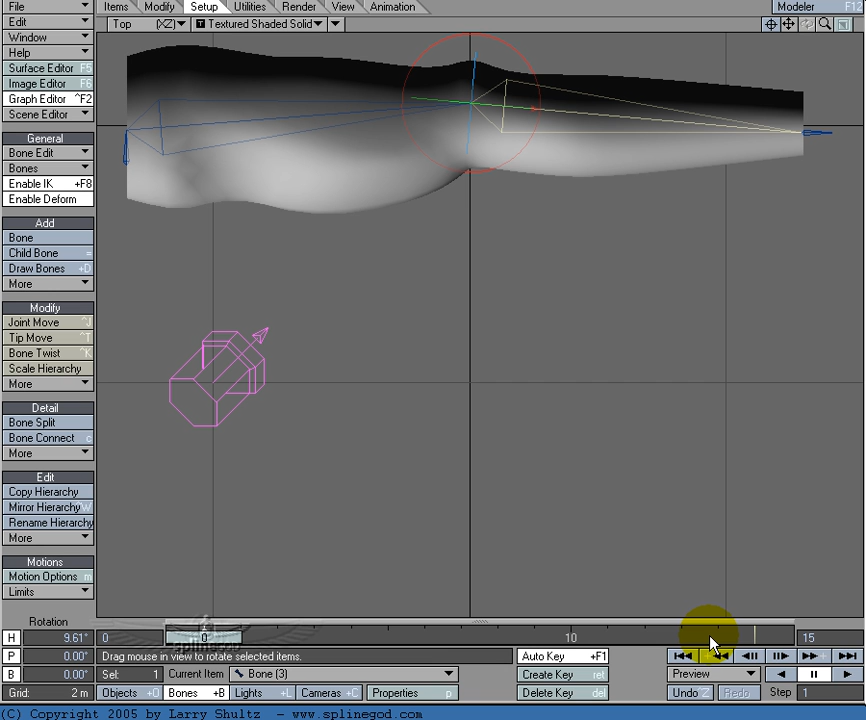 File Items Modify Setup Utilities Render View Animation Modeler F12
Edit Top (XZ) Textured Shaded Solid
Window
Help
Surface Editor F5
Image Editor F6
Graph Editor ^F2
Scene Editor
General
Bone Edit
Bones
Enable IK +F8
Enable Deform
Add
Bone
Child Bone =
Draw Bones +D
More
Modify
Joint Move ^J
Tip Move ^T
Bone Twist ^K
Scale Hierarchy
More
Detail
Bone Split
Bone Connect c
More
Edit
Copy Hierarchy
Mirror Hierarchy W
Rename Hierarchy
More
Motions
Motion Options m
Limits
Rotation
H 9.61° 0 0 10 15
P 0.00° Drag mouse in view to rotate selected items. Auto Key +F1
B 0.00° Sel: 1 Current Item Bone (3) Create Key ret Preview
Grid: 2 m Objects +O Bones +B Lights +L Cameras +C Properties p Delete Key del Undo Z Redo Step 1
(C) Copyright 2005 by Larry Shultz - www.splinegod.com